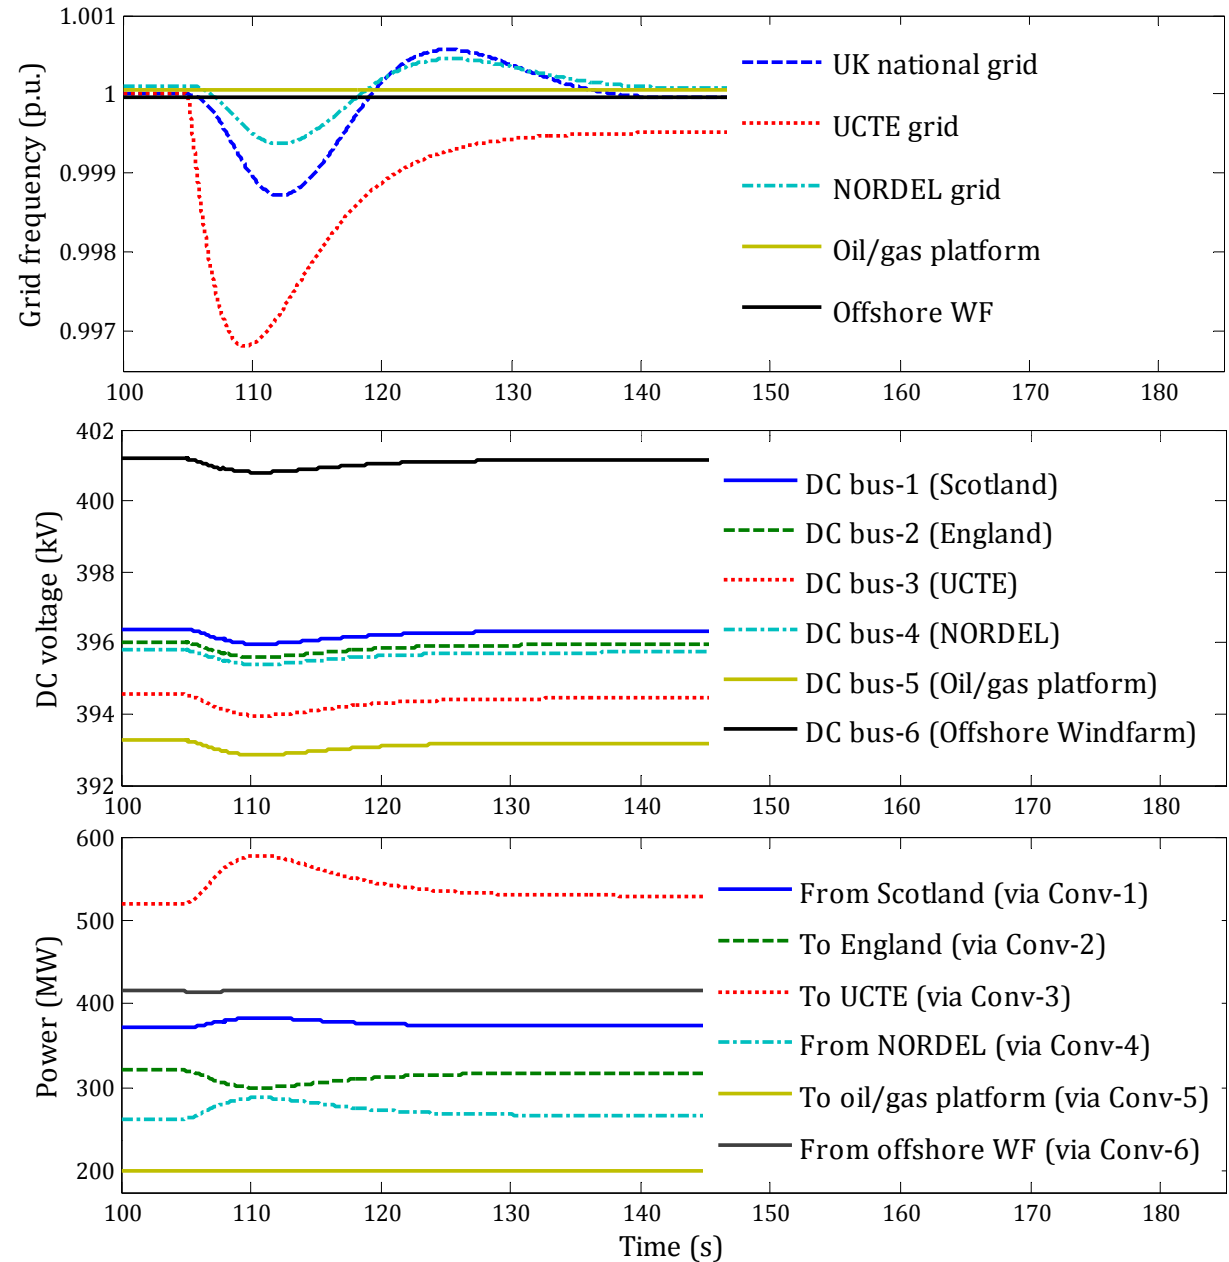 1.001
1
0.999
0.998
0.997
Grid frequency (p.u.)
UK national grid
UCTE grid
NORDEL grid
Oil/gas platform
Offshore WF
100 110 120 130 140 150 160 170 180
402
400
398
396
394
392
DC voltage (kV)
DC bus-1 (Scotland)
DC bus-2 (England)
DC bus-3 (UCTE)
DC bus-4 (NORDEL)
DC bus-5 (Oil/gas platform)
DC bus-6 (Offshore Windfarm)
100 110 120 130 140 150 160 170 180
600
500
400
300
200
Power (MW)
From Scotland (via Conv-1)
To England (via Conv-2)
To UCTE (via Conv-3)
From NORDEL (via Conv-4)
To oil/gas platform (via Conv-5)
From offshore WF (via Conv-6)
100 110 120 130 140 150 160 170 180
Time (s)